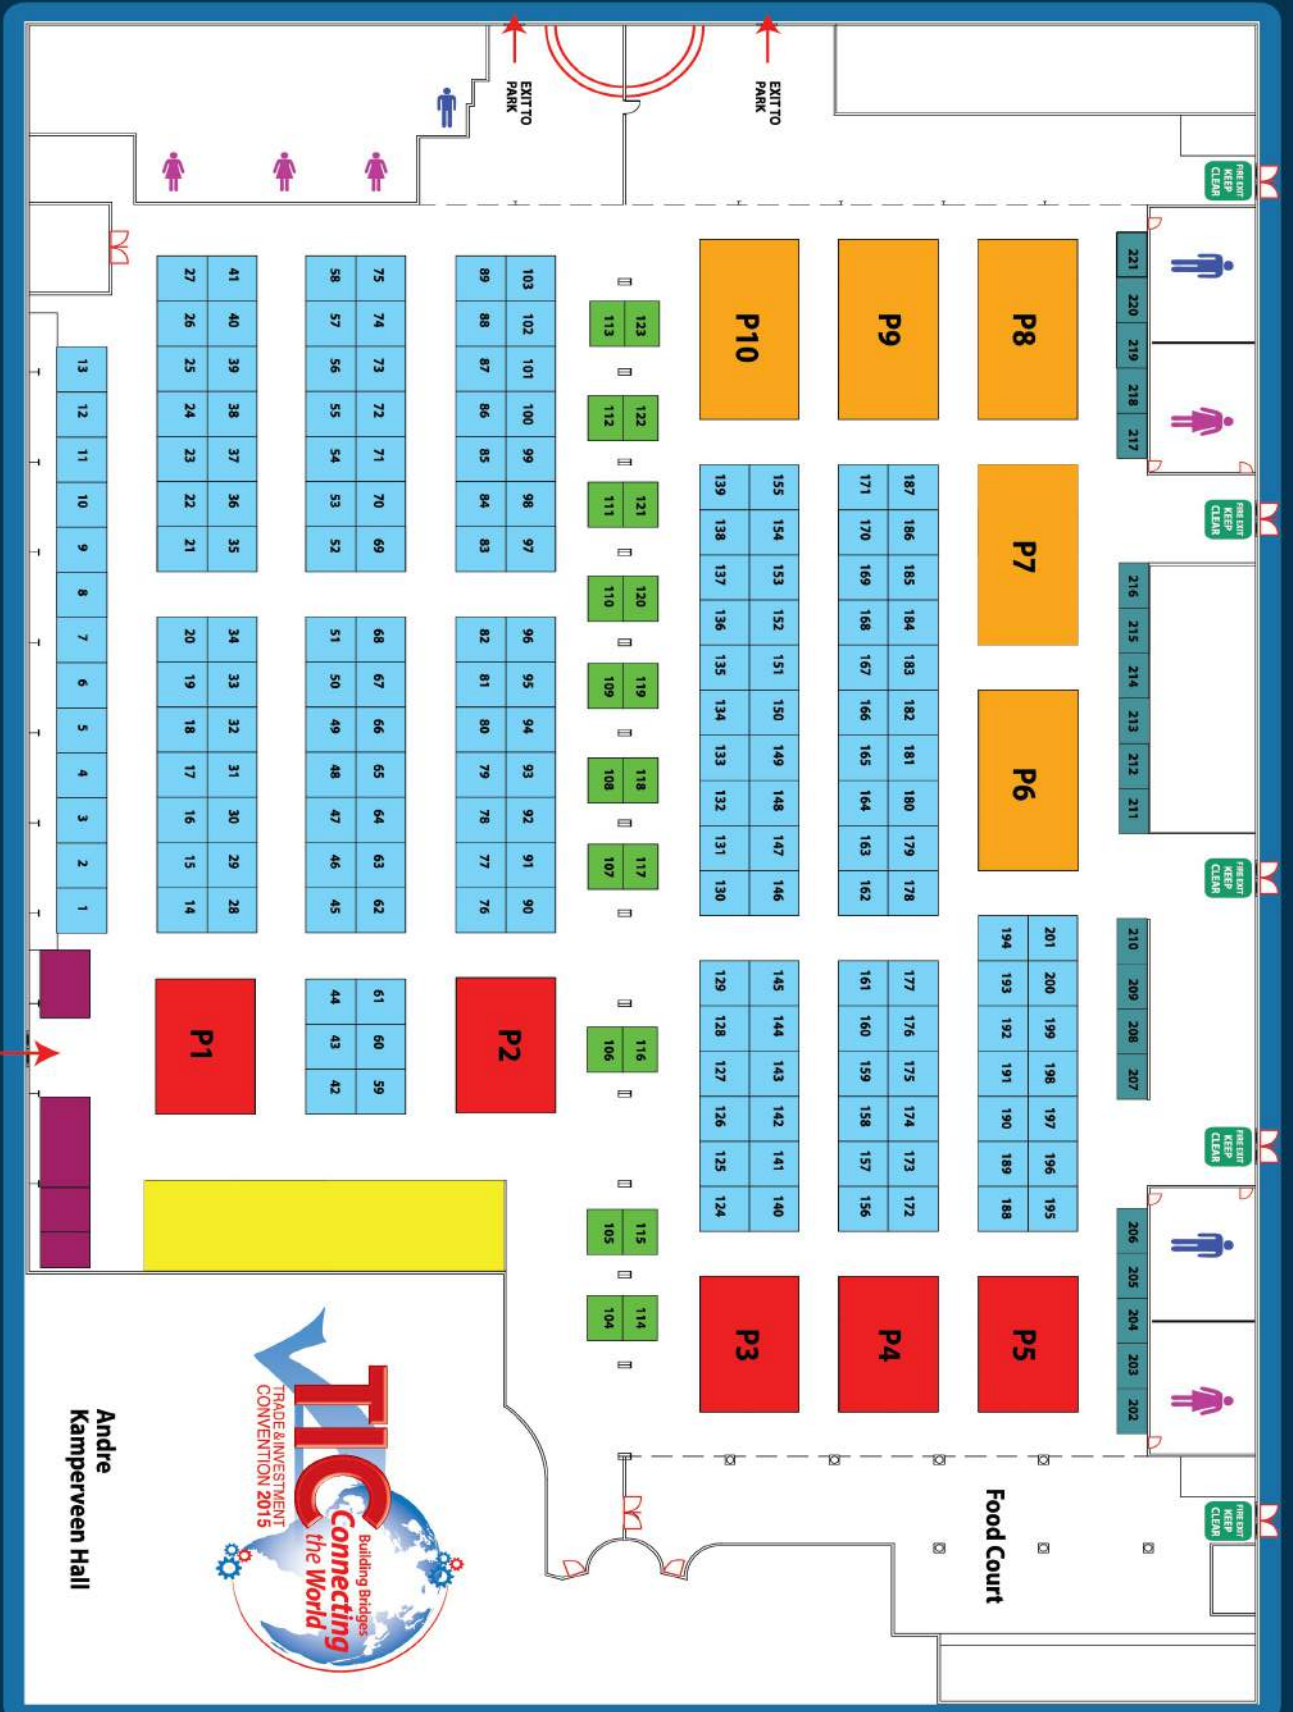 FIRE EXIT
KEEP
CLEAR
FIRE EXIT
KEEP
CLEAR
FIRE EXIT
KEEP
CLEAR
FIRE EXIT
KEEP
CLEAR
FIRE EXIT
KEEP
CLEAR
221 220 219 218 217 216 215 214 213 212 211 210 209 208 207 206 205 204 203 202
201 200 199 198 197 196 195
P8 P7 P6 P5
194 193 192 191 190 189 188
Food Court
187 186 185 184 183 182 181 180 179 178 177 176 175 174 173 172
P9 P4
171 170 169 168 167 166 165 164 163 162 161 160 159 158 157 156
EXIT TO
PARK
155 154 153 152 151 150 149 148 147 146 145 144 143 142 141 140
P10 P3
139 138 137 136 135 134 133 132 131 130 129 128 127 126 125 124
123 122 121 120 119 118 117 116 115 114
113 112 111 110 109 108 107 106 105 104
EXIT TO
PARK
103 102 101 100 99 98 97 96 95 94 93 92 91 90
P2
89 88 87 86 85 84 83 82 81 80 79 78 77 76
75 74 73 72 71 70 69 68 67 66 65 64 63 62 61 60 59
58 57 56 55 54 53 52 51 50 49 48 47 46 45 44 43 42
TIC
TRADE & INVESTMENT
CONVENTION 2015
Building Bridges
Connecting
the World
41 40 39 38 37 36 35 34 33 32 31 30 29 28
P1
27 26 25 24 23 22 21 20 19 18 17 16 15 14
13 12 11 10 9 8 7 6 5 4 3 2 1
Andre
Kamperveen Hall